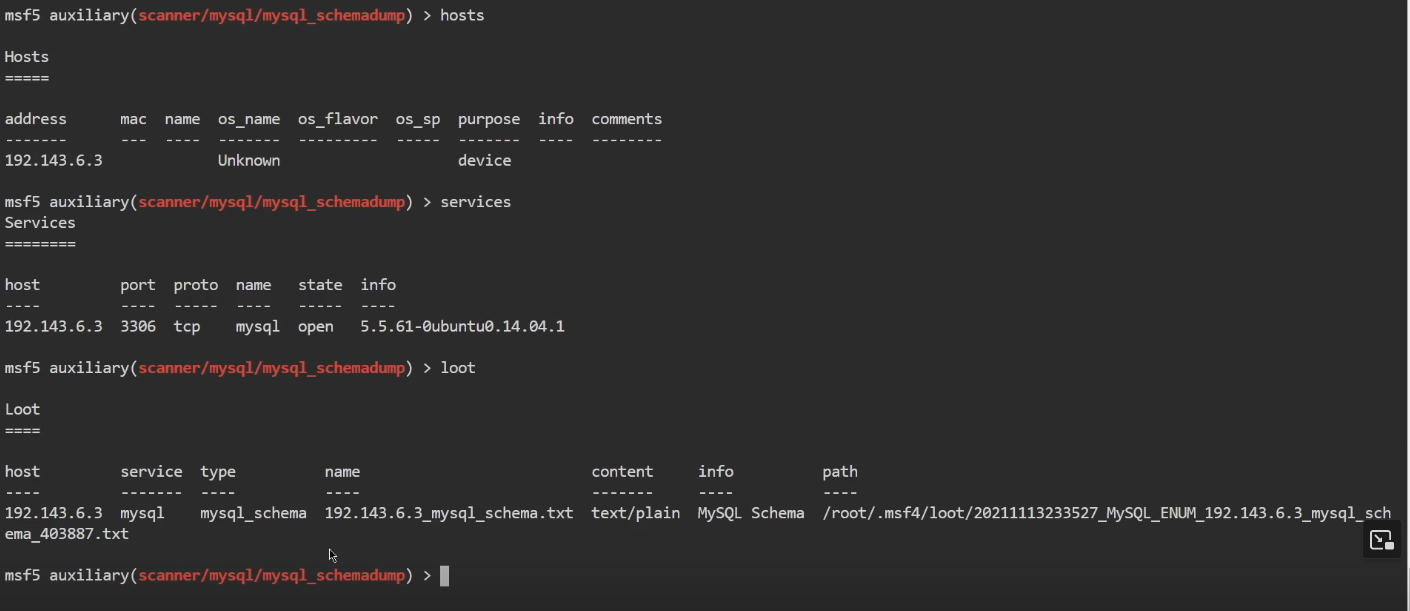 msf5 auxiliary(scanner/mysql/mysql_schemadump) > hosts
Hosts
=====
address      mac  name  os_name  os_flavor  os_sp  purpose  info  comments
-------      ---  ----  -------  ---------  -----  -------  ----  --------
192.143.6.3             Unknown                    device
msf5 auxiliary(scanner/mysql/mysql_schemadump) > services
Services
========
host         port  proto  name   state  info
----         ----  -----  ----   -----  ----
192.143.6.3  3306  tcp    mysql  open   5.5.61-0ubuntu0.14.04.1
msf5 auxiliary(scanner/mysql/mysql_schemadump) > loot
Loot
====
host         service  type          name                          content     info          path
----         -------  ----          ----                          -------     ----          ----
192.143.6.3  mysql    mysql_schema  192.143.6.3_mysql_schema.txt  text/plain  MySQL Schema  /root/.msf4/loot/20211113233527_MySQL_ENUM_192.143.6.3_mysql_sch
ema_403887.txt
msf5 auxiliary(scanner/mysql/mysql_schemadump) >